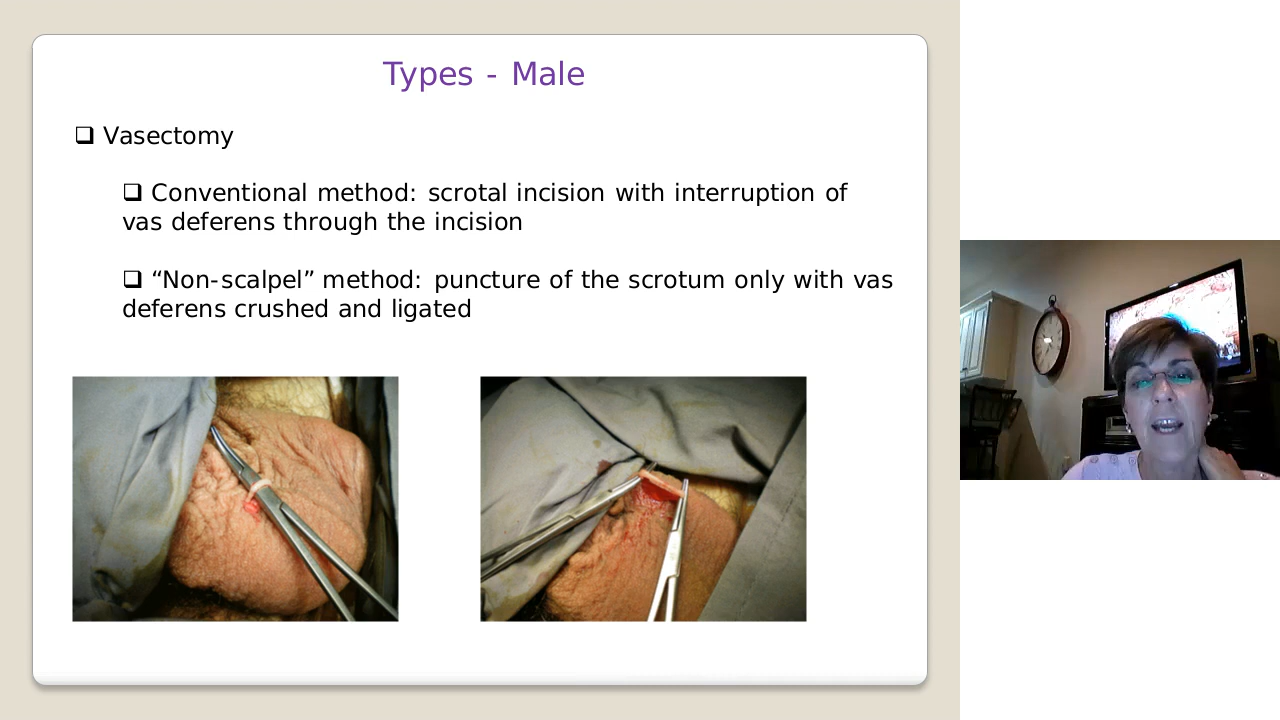 Types - Male
❑ Vasectomy
❑ Conventional method: scrotal incision with interruption of
vas deferens through the incision
❑ “Non-scalpel” method: puncture of the scrotum only with vas
deferens crushed and ligated